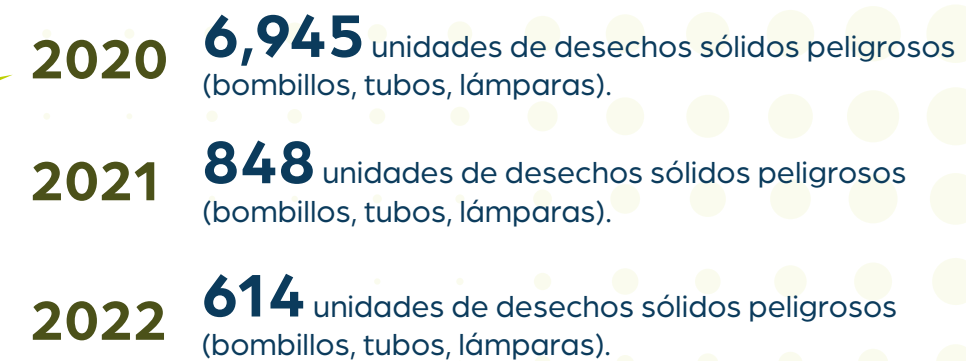 2020
6,945 unidades de desechos sólidos peligrosos
(bombillos, tubos, lámparas).
2021
848 unidades de desechos sólidos peligrosos
(bombillos, tubos, lámparas).
2022
614 unidades de desechos sólidos peligrosos
(bombillos, tubos, lámparas).